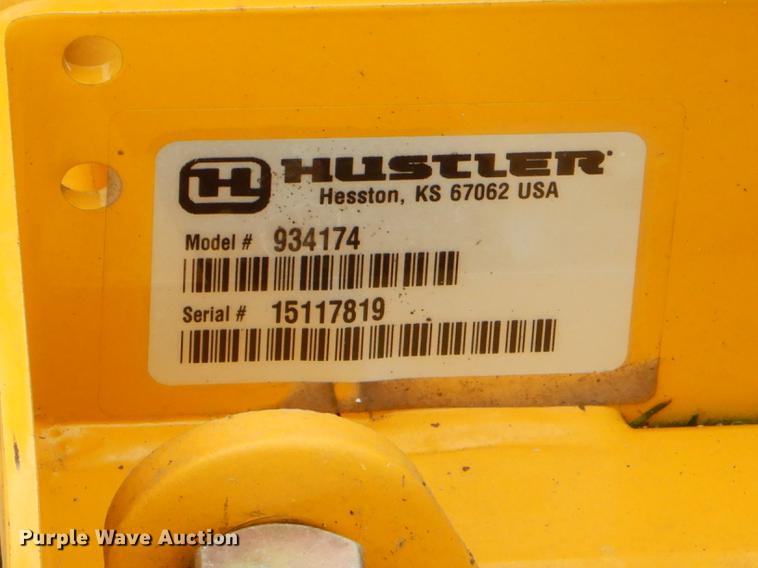 H HUSTLER
Hesston, KS 67062 USA
Model # 934174
Serial # 15117819
Purple Wave Auction